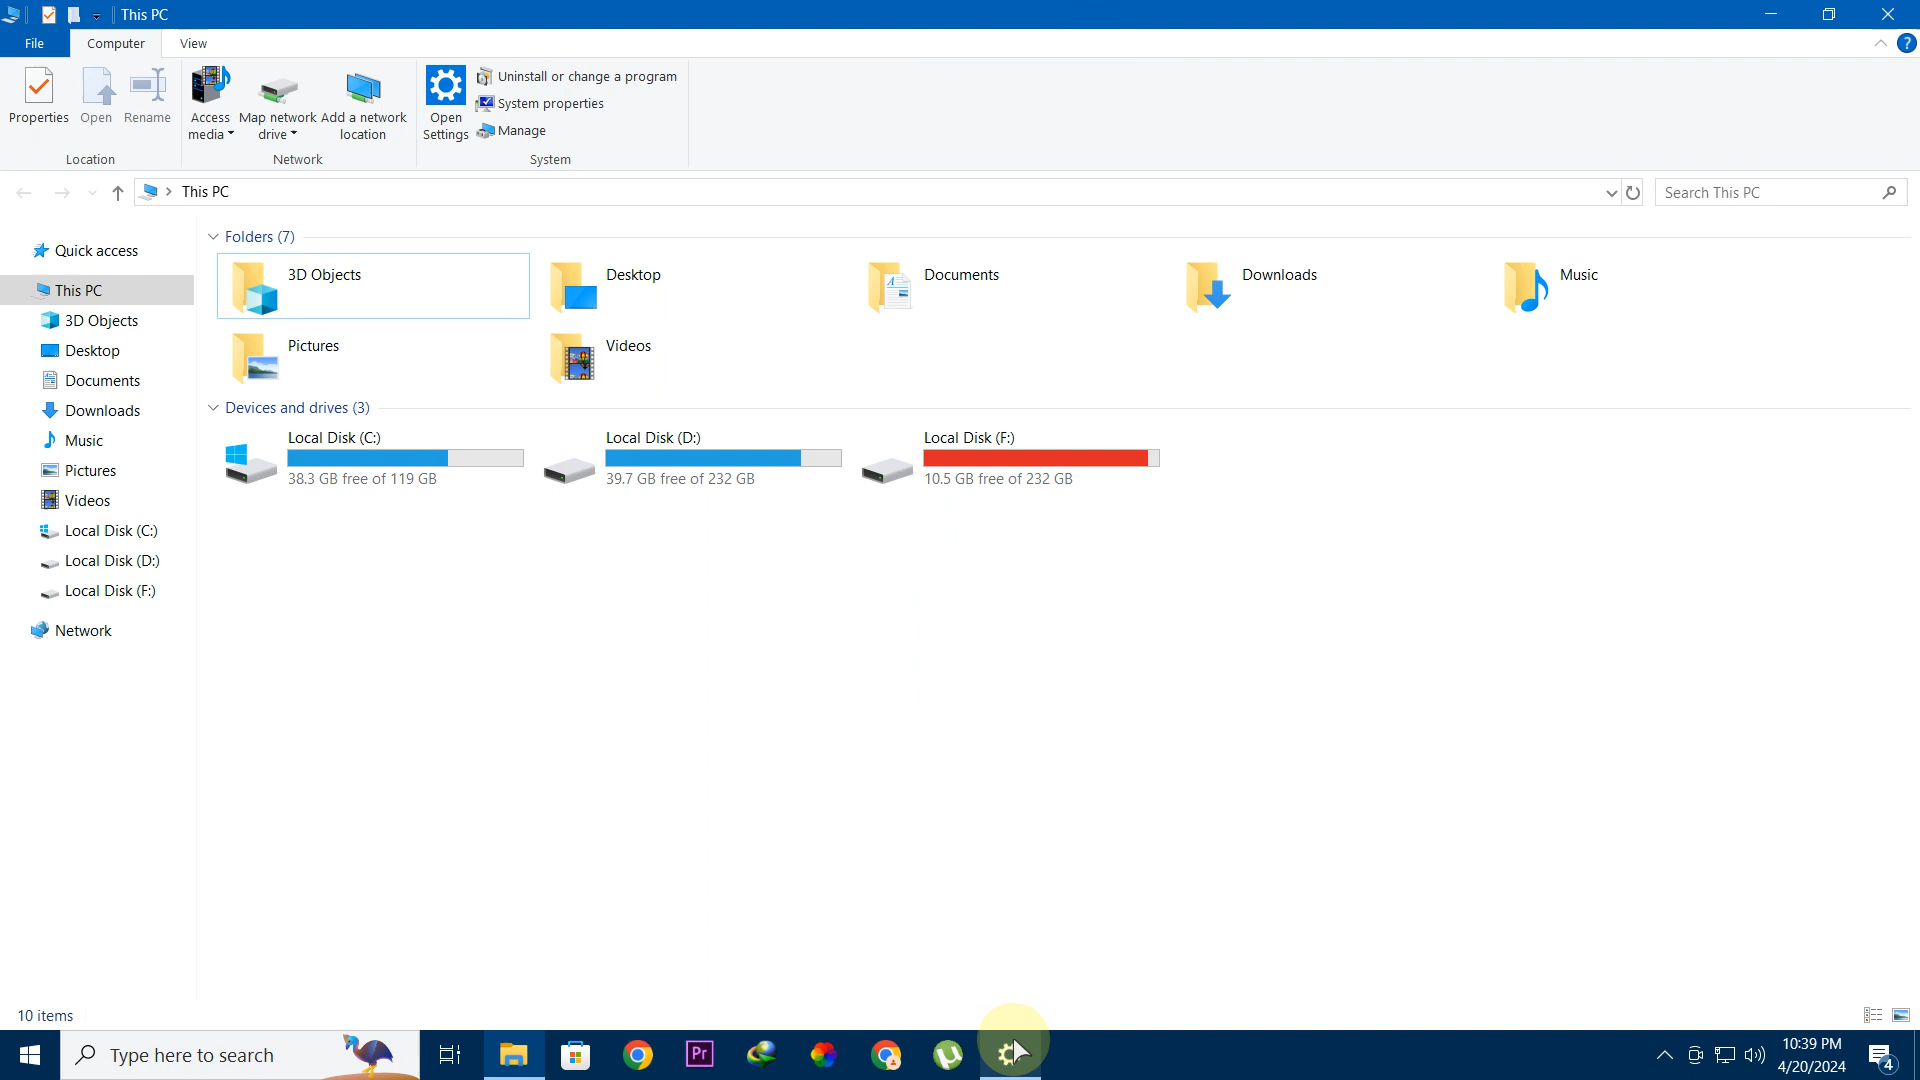 This PC
File
Computer
View
?
Properties
Open
Rename
Access
media
Map network
drive
Add a network
location
Open
Settings
Uninstall or change a program
System properties
Manage
Location
Network
System
This PC
Search This PC
Quick access
This PC
3D Objects
Desktop
Documents
Downloads
Music
Pictures
Videos
Local Disk (C:)
Local Disk (D:)
Local Disk (F:)
Network
Folders (7)
3D Objects
Desktop
Documents
Downloads
Music
Pictures
Videos
Devices and drives (3)
Local Disk (C:)
38.3 GB free of 119 GB
Local Disk (D:)
39.7 GB free of 232 GB
Local Disk (F:)
10.5 GB free of 232 GB
10 items
Type here to search
Pr
10:39 PM
4/20/2024
4